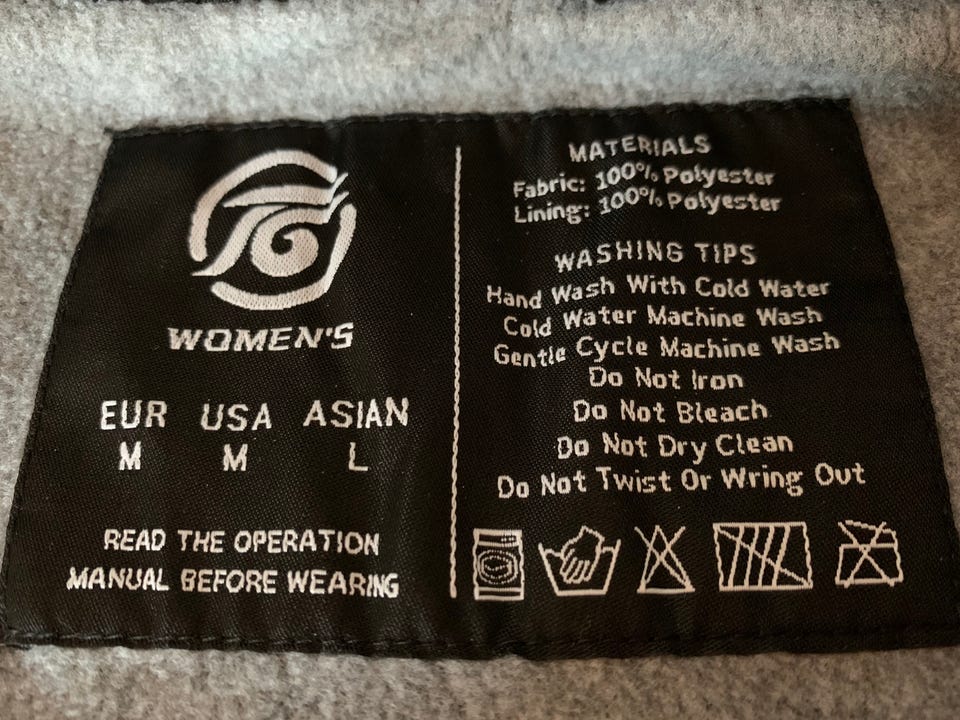 WOMEN'S
EUR USA ASIAN
M M L
READ THE OPERATION
MANUAL BEFORE WEARING
MATERIALS
Fabric: 100% Polyester
Lining: 100% Polyester
WASHING TIPS
Hand Wash With Cold Water
Cold Water Machine Wash
Gentle Cycle Machine Wash
Do Not Iron
Do Not Bleach
Do Not Dry Clean
Do Not Twist Or Wring Out